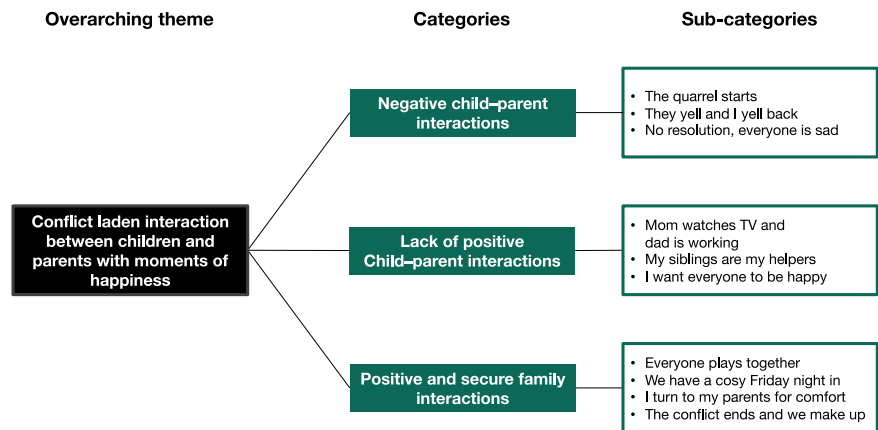 Overarching theme
Categories
Sub-categories
Conflict laden interaction
between children and
parents with moments of
happiness
Negative child–parent
interactions
• The quarrel starts
• They yell and I yell back
• No resolution, everyone is sad
Lack of positive
Child–parent interactions
• Mom watches TV and
dad is working
• My siblings are my helpers
• I want everyone to be happy
Positive and secure family
interactions
• Everyone plays together
• We have a cosy Friday night in
• I turn to my parents for comfort
• The conflict ends and we make up